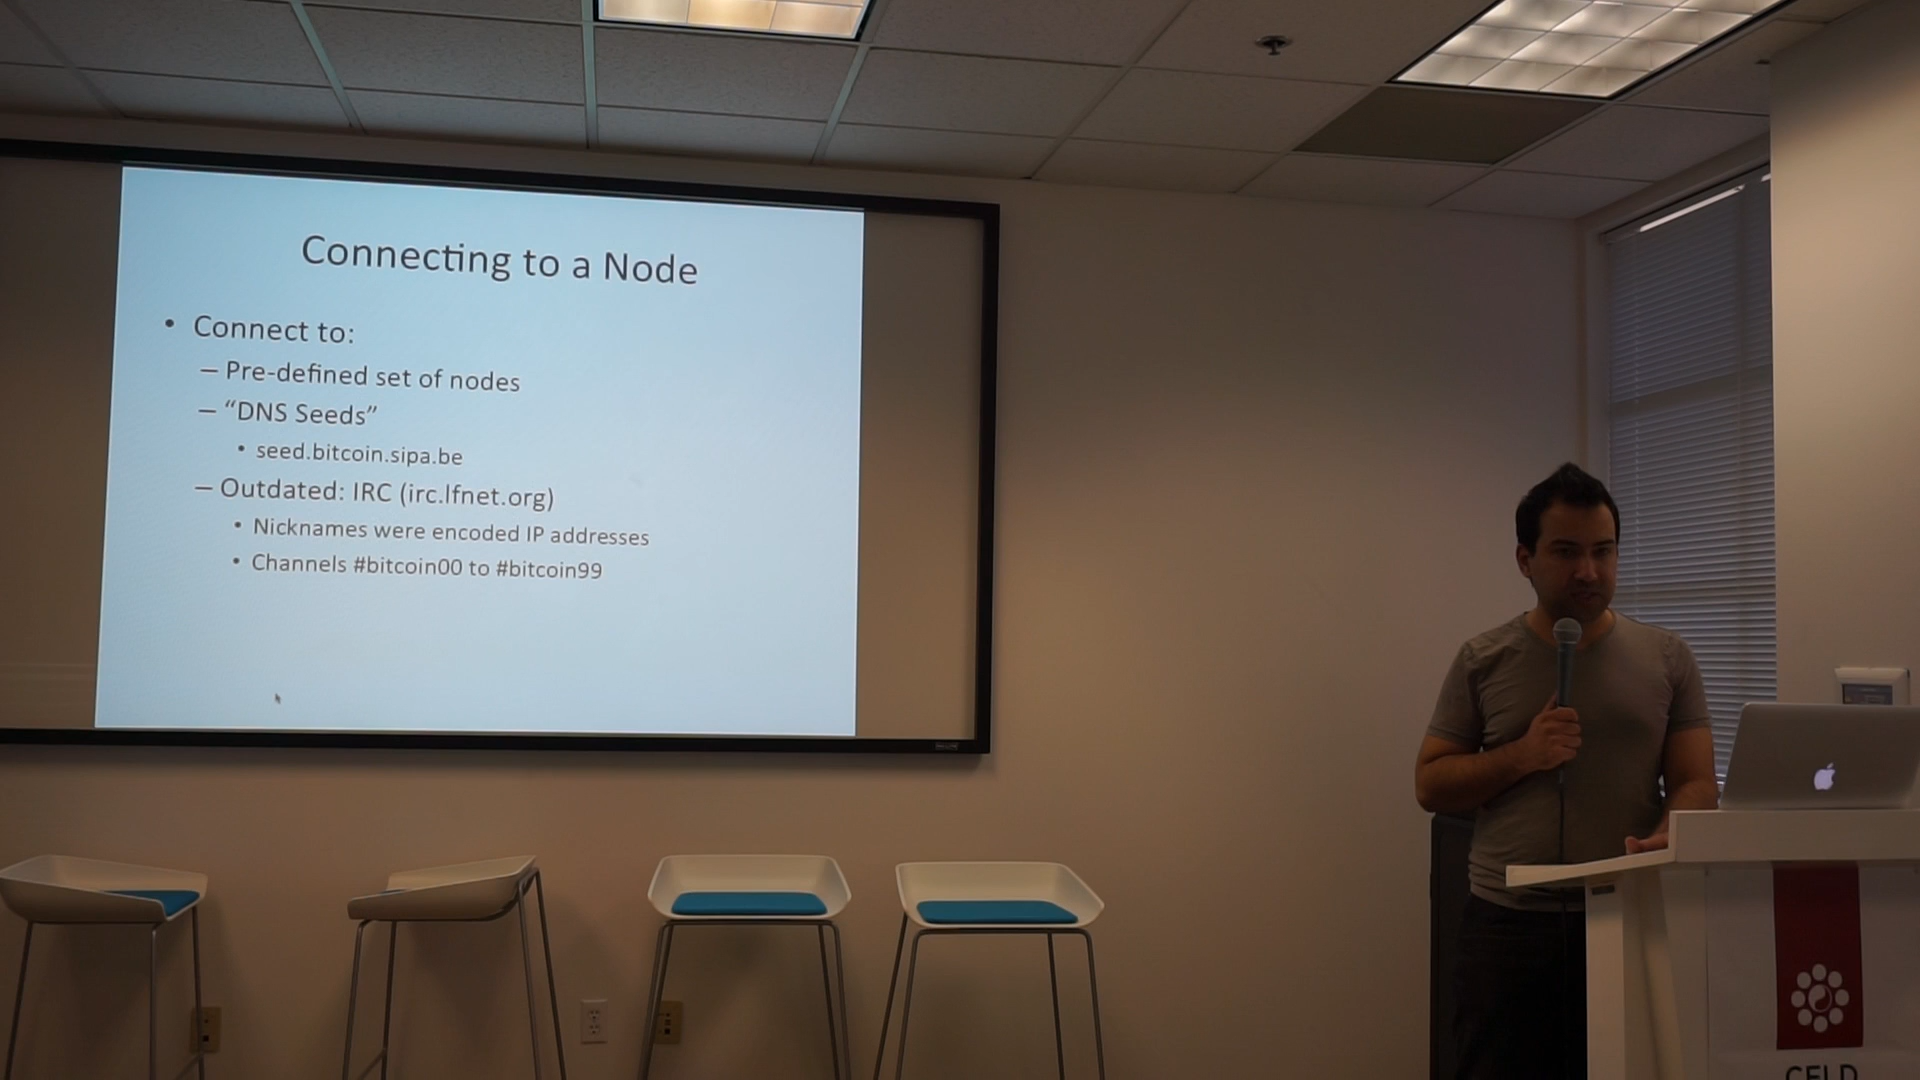 Connecting to a Node
• Connect to:
– Pre-defined set of nodes
– “DNS Seeds”
• seed.bitcoin.sipa.be
– Outdated: IRC (irc.lfnet.org)
• Nicknames were encoded IP addresses
• Channels #bitcoin00 to #bitcoin99